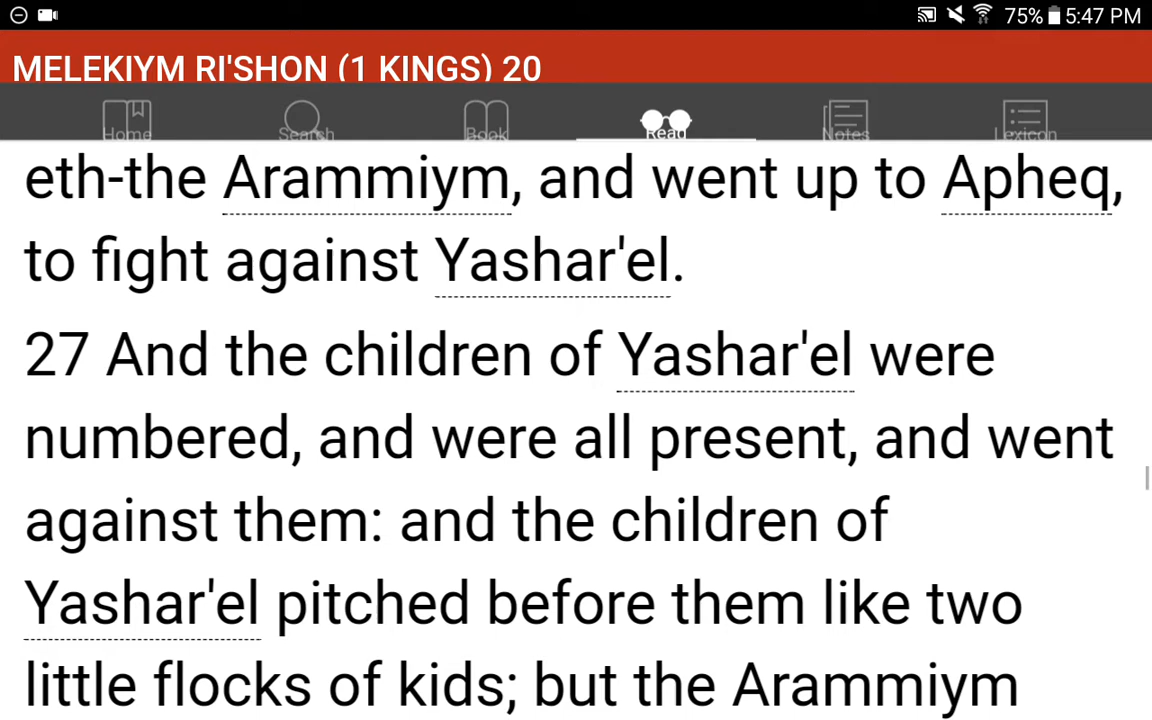 75% 5:47 PM
MELEKIYM RI'SHON (1 KINGS) 20
Home Search Book Read Notes Lexicon
eth-the Arammiym, and went up to Apheq,
to fight against Yashar'el.
27 And the children of Yashar'el were
numbered, and were all present, and went
against them: and the children of
Yashar'el pitched before them like two
little flocks of kids; but the Arammiym